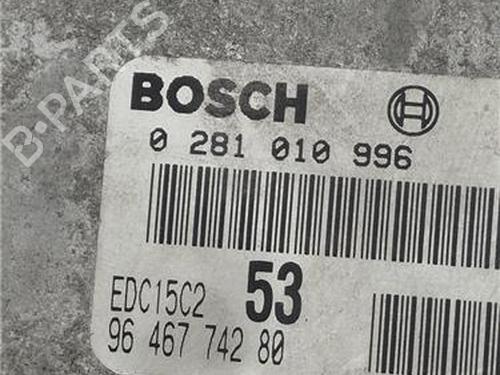 B-PARTS
BOSCH
0 281 010 996
EDC15C2 53
96 467 742 80